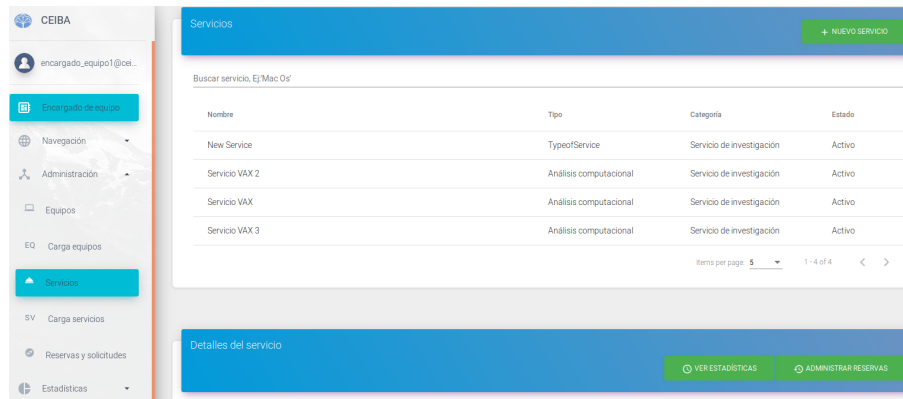 CEIBA
encargado_equipo1@cei...
Encargado de equipo
Navegación
Administración
Equipos
EQ Carga equipos
Servicios
SV Carga servicios
Reservas y solicitudes
Estadísticas
Servicios
+ NUEVO SERVICIO
Buscar servicio, Ej:'Mac Os'
Nombre Tipo Categoría Estado
New Service TypeofService Servicio de investigación Activo
Servicio VAX 2 Análisis computacional Servicio de investigación Activo
Servicio VAX Análisis computacional Servicio de investigación Activo
Servicio VAX 3 Análisis computacional Servicio de investigación Activo
Items per page: 5 1 - 4 of 4
Detalles del servicio
VER ESTADÍSTICAS ADMINISTRAR RESERVAS